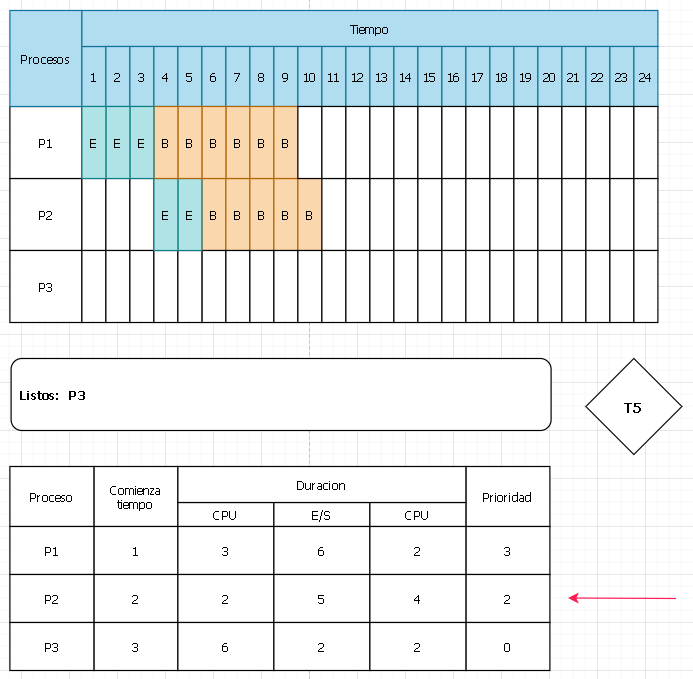 Procesos Tiempo
1 2 3 4 5 6 7 8 9 10 11 12 13 14 15 16 17 18 19 20 21 22 23 24
P1 E E E B B B B B B
P2 E E B B B B B
P3
Listos: P3
T5
Proceso Comienza tiempo Duracion Prioridad
CPU E/S CPU
P1 1 3 6 2 3
P2 2 2 5 4 2
P3 3 6 2 2 0